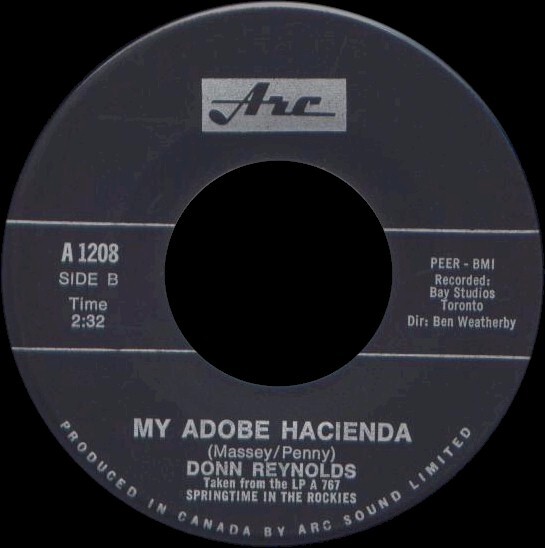 Arc
A 1208
SIDE B
Time
2:32
PEER - BMI
Recorded:
Bay Studios
Toronto
Dir: Ben Weatherby
MY ADOBE HACIENDA
(Massey/Penny)
DONN REYNOLDS
Taken from the LP A 767
SPRINGTIME IN THE ROCKIES
PRODUCED IN CANADA BY ARC SOUND LIMITED